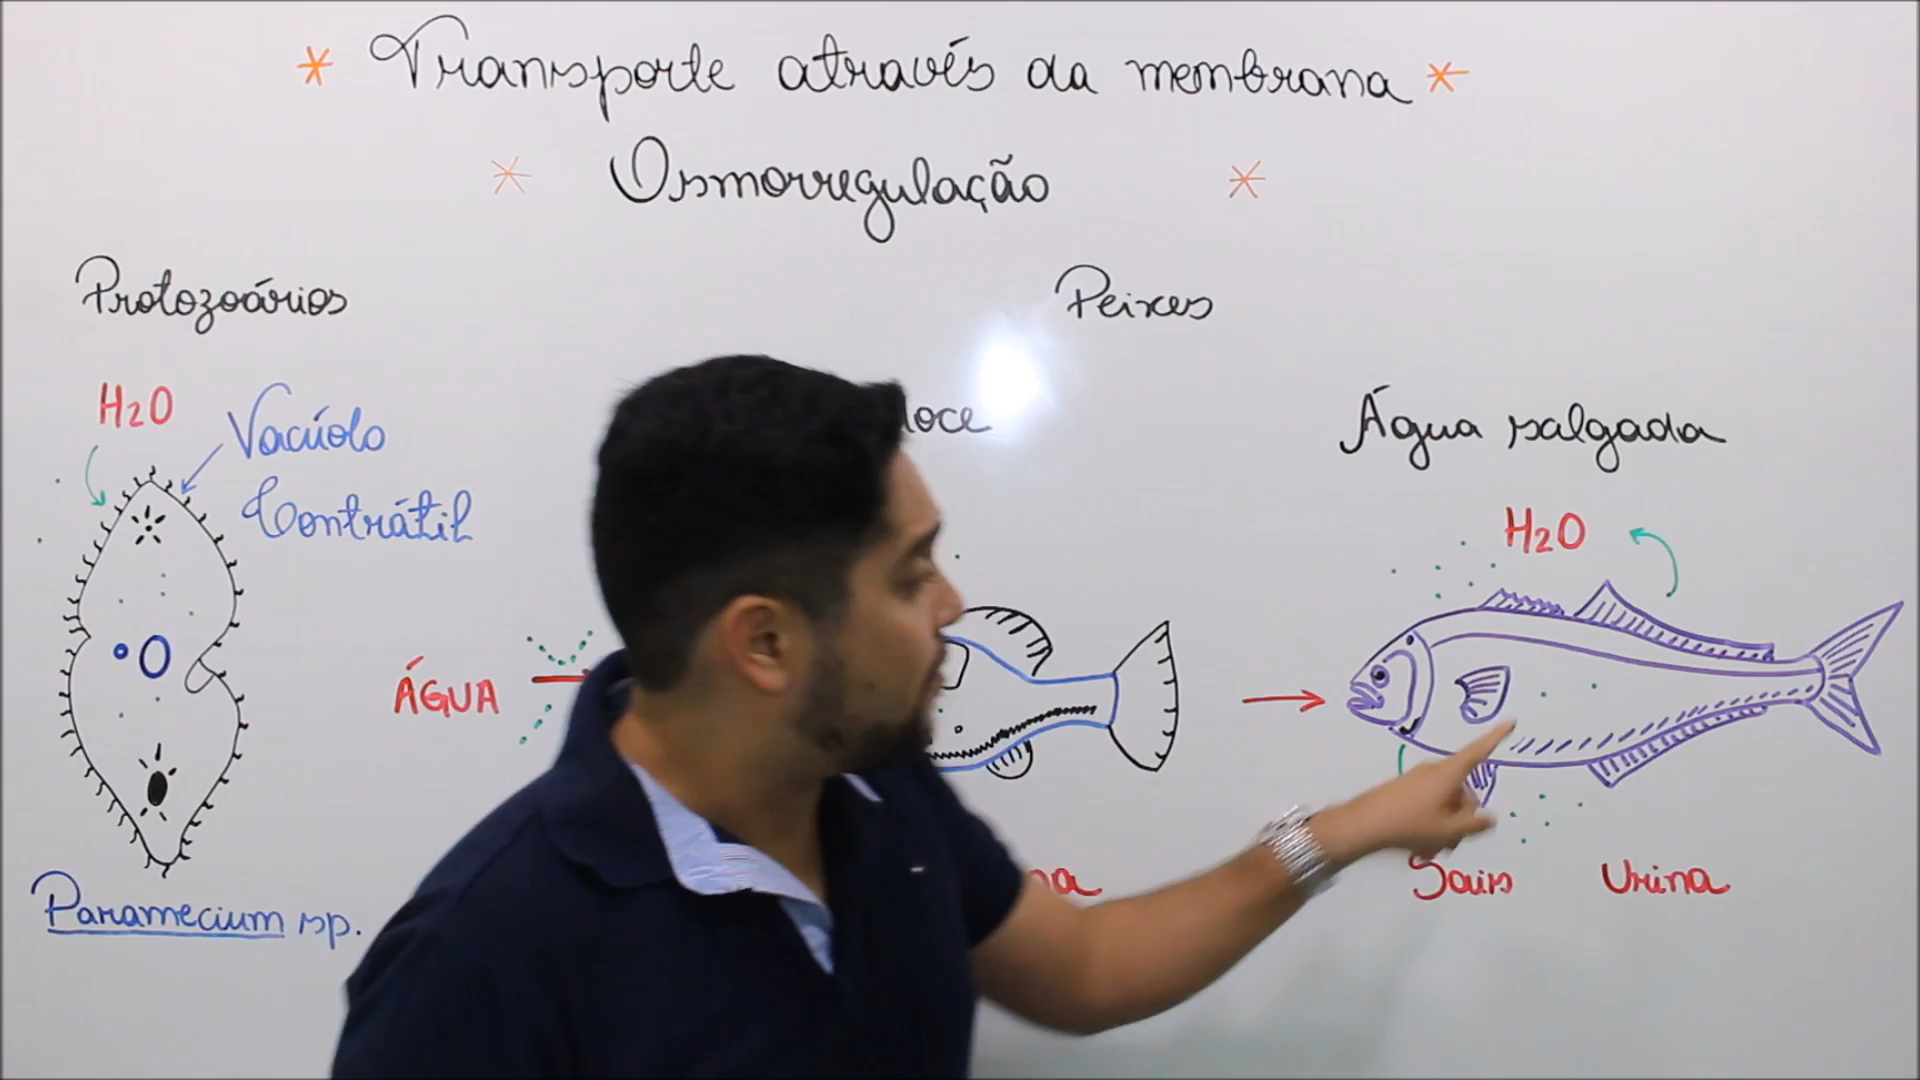 * Transporte através da membrana *
* Osmorregulação *
Protozoários
Peixes
H2O
Vacúolo
Contrátil
Água salgada
H2O
ÁGUA
Sais
Urina
Paramecium sp.